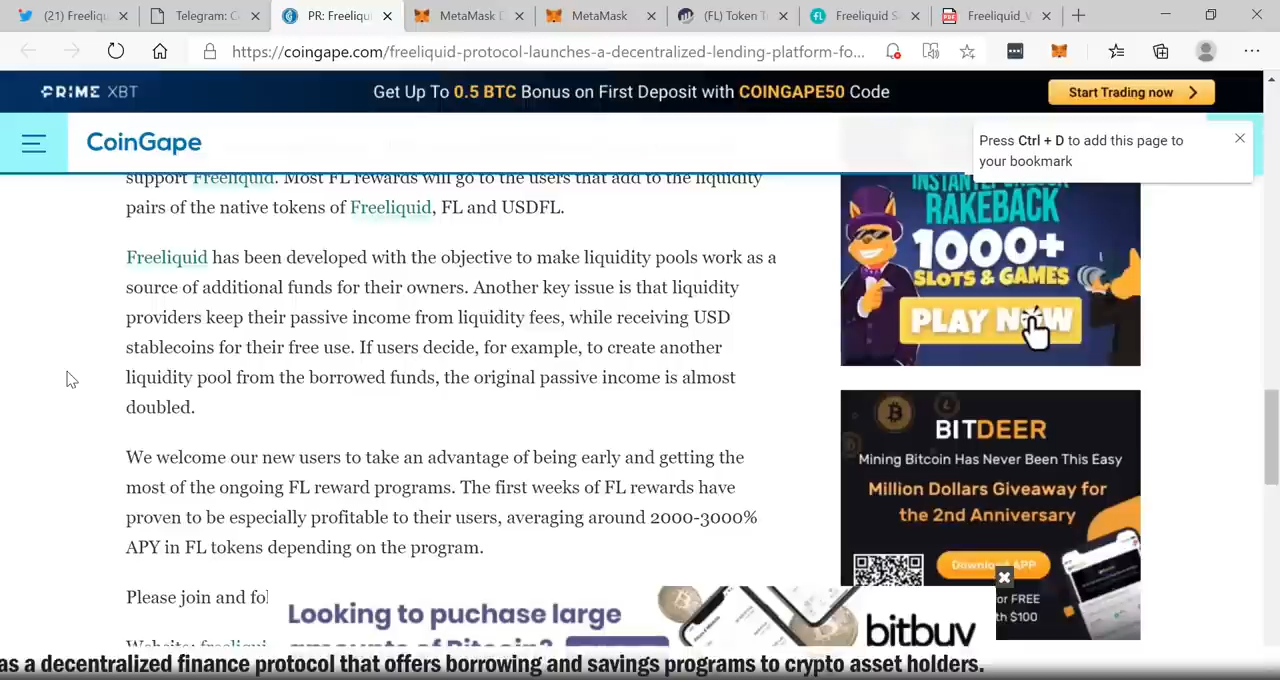 (21) Freeliqu
Telegram: C
PR: Freeliqui
MetaMask D
MetaMask
(FL) Token T
Freeliquid S
Freeliquid_V
https://coingape.com/freeliquid-protocol-launches-a-decentralized-lending-platform-fo...
PRIME XBT
Get Up To 0.5 BTC Bonus on First Deposit with COINGAPE50 Code
Start Trading now
CoinGape
Press Ctrl + D to add this page to
your bookmark
support Freeliquid. Most FL rewards will go to the users that add to the liquidity
pairs of the native tokens of Freeliquid, FL and USDFL.
Freeliquid has been developed with the objective to make liquidity pools work as a
source of additional funds for their owners. Another key issue is that liquidity
providers keep their passive income from liquidity fees, while receiving USD
stablecoins for their free use. If users decide, for example, to create another
liquidity pool from the borrowed funds, the original passive income is almost
doubled.
We welcome our new users to take an advantage of being early and getting the
most of the ongoing FL reward programs. The first weeks of FL rewards have
proven to be especially profitable to their users, averaging around 2000-3000%
APY in FL tokens depending on the program.
Please join and fol
Website: freeliqui
RAKEBACK
1000+
SLOTS & GAMES
PLAY NOW
BITDEER
Mining Bitcoin Has Never Been This Easy
Million Dollars Giveaway for
the 2nd Anniversary
Download APP
or FREE
th $100
Looking to puchase large
amounts of Bitcoin?
bitbuy
as a decentralized finance protocol that offers borrowing and savings programs to crypto asset holders.